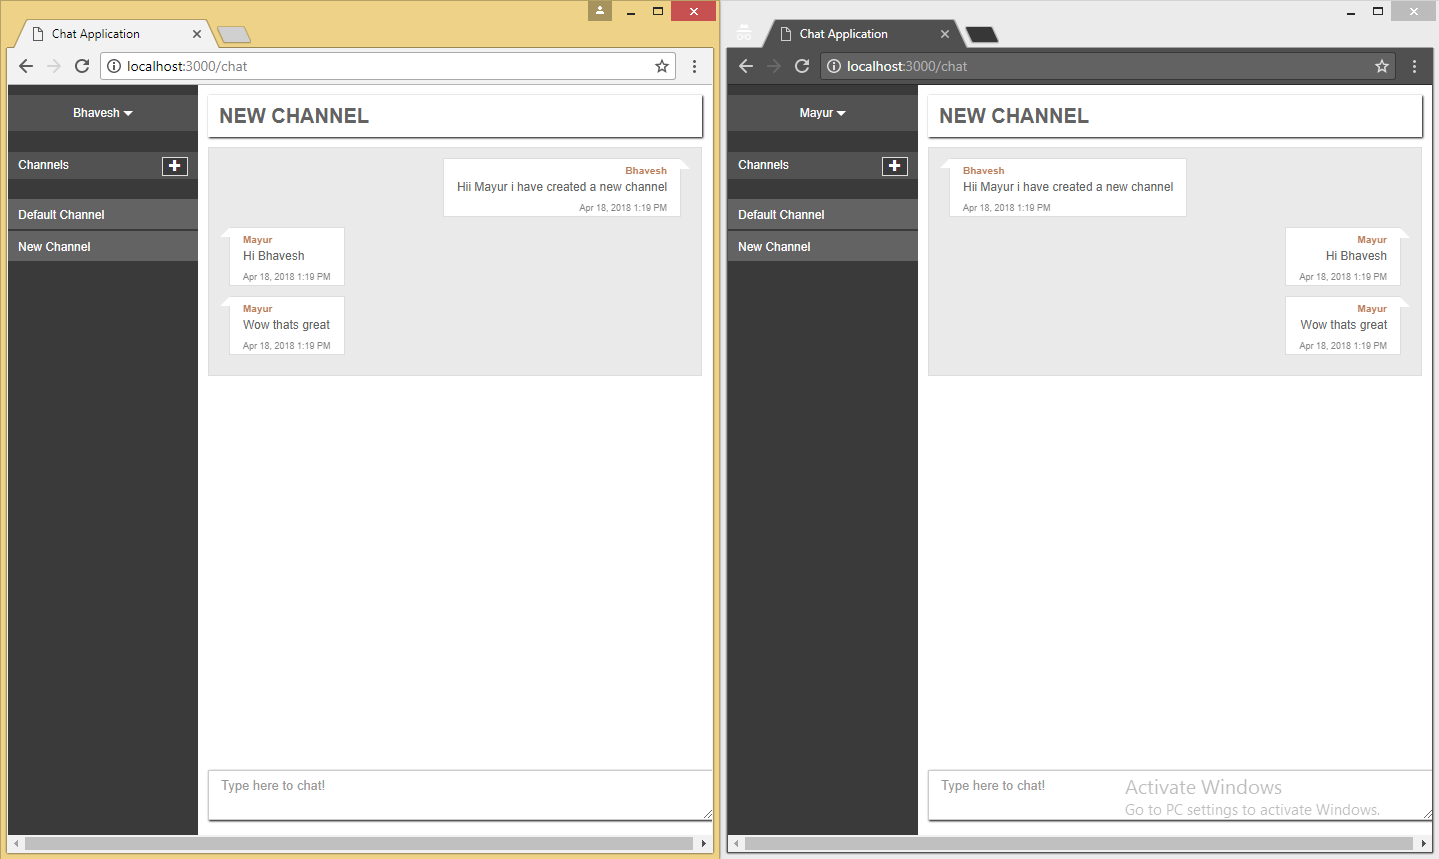 Chat Application
localhost:3000/chat
Bhavesh
Channels
Default Channel
New Channel
NEW CHANNEL
Bhavesh
Hii Mayur i have created a new channel
Apr 18, 2018 1:19 PM
Mayur
Hi Bhavesh
Apr 18, 2018 1:19 PM
Mayur
Wow thats great
Apr 18, 2018 1:19 PM
Type here to chat!
Chat Application
localhost:3000/chat
Mayur
Channels
Default Channel
New Channel
NEW CHANNEL
Bhavesh
Hii Mayur i have created a new channel
Apr 18, 2018 1:19 PM
Mayur
Hi Bhavesh
Apr 18, 2018 1:19 PM
Mayur
Wow thats great
Apr 18, 2018 1:19 PM
Type here to chat!
Activate Windows
Go to PC settings to activate Windows.